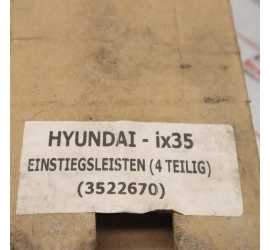 HYUNDAI - ix35
EINSTIEGSLEISTEN (4 TEILIG)
(3522670)